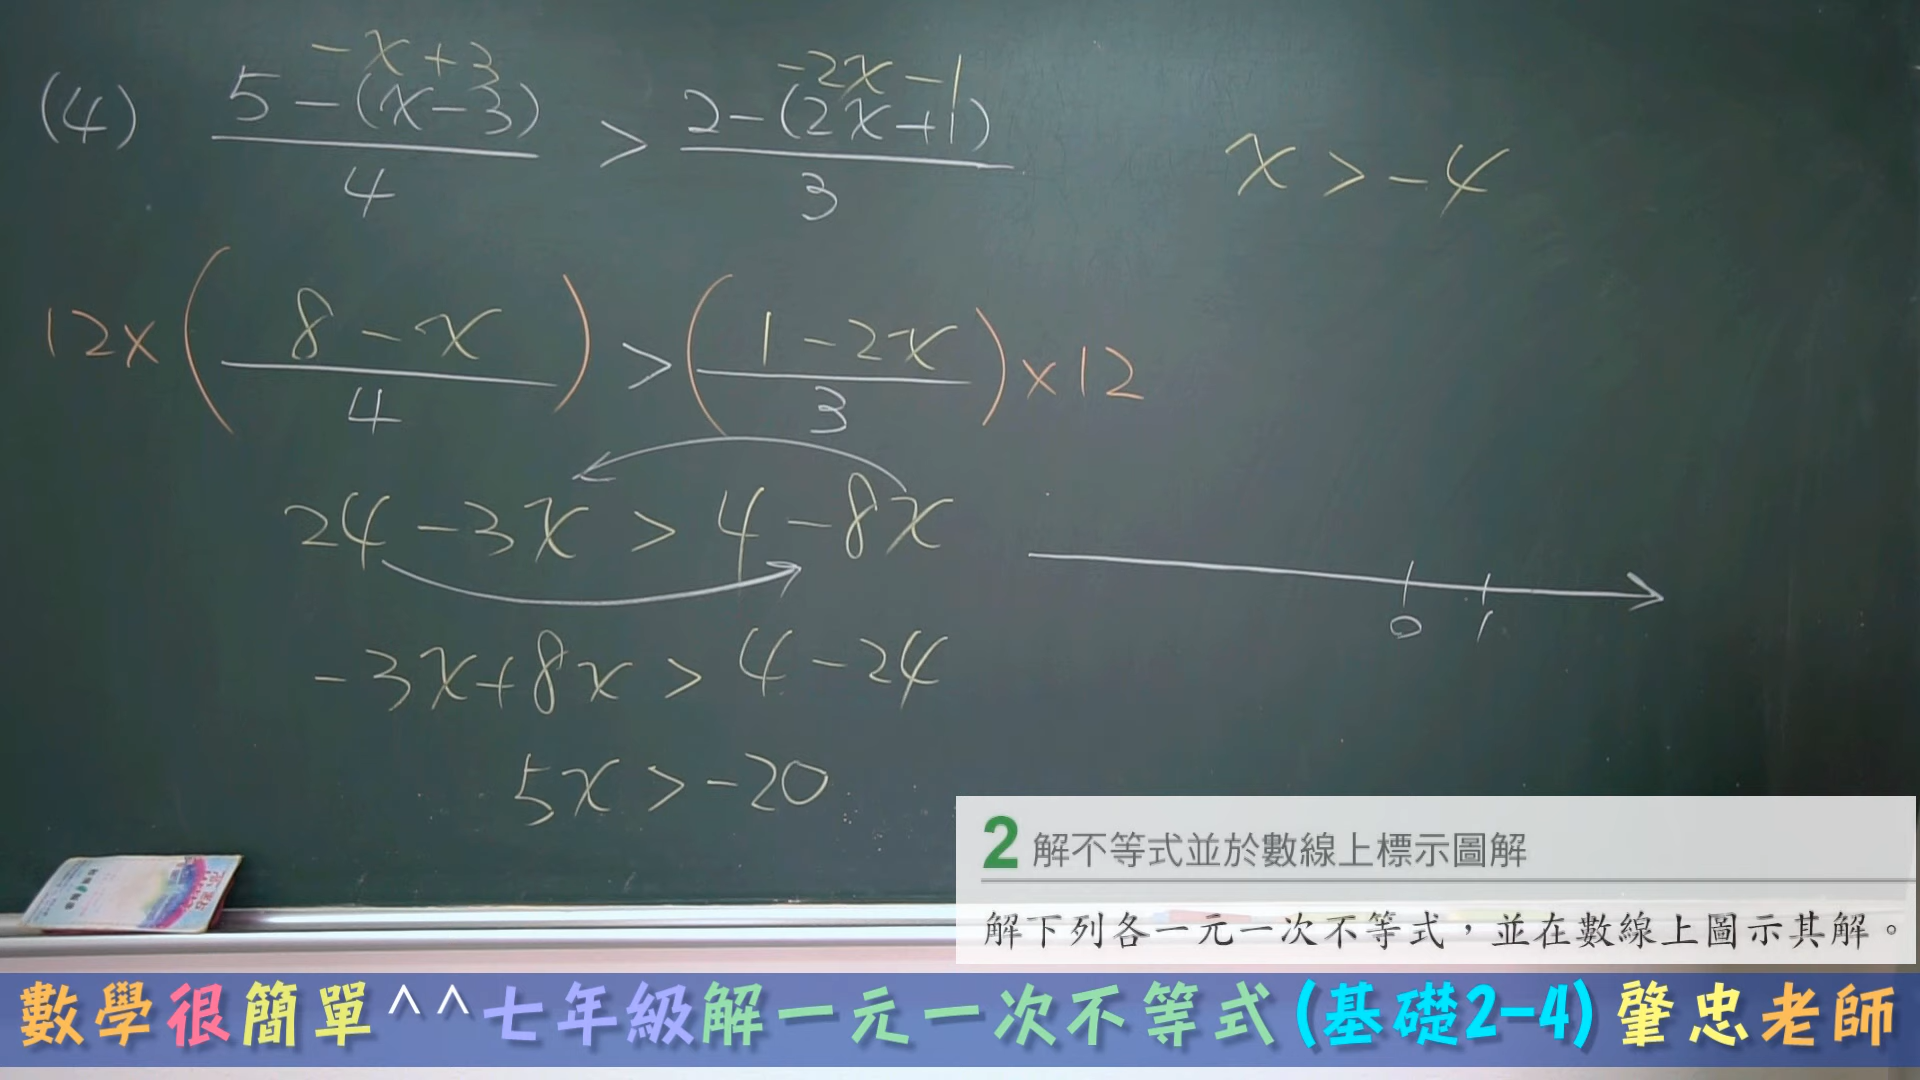 -x+3
-2x-1
(4) 5-(x-3)/4 > 2-(2x+1)/3
x>-4
12x(8-x/4)>(1-2x/3)x12
24-3x>4-8x
0 1
-3x+8x>4-24
5x>-20
2 解不等式並於數線上標示圖解
解下列各一元一次不等式，並在數線上圖示其解。
數學很簡單^^七年級解一元一次不等式(基礎2-4)肇忠老師